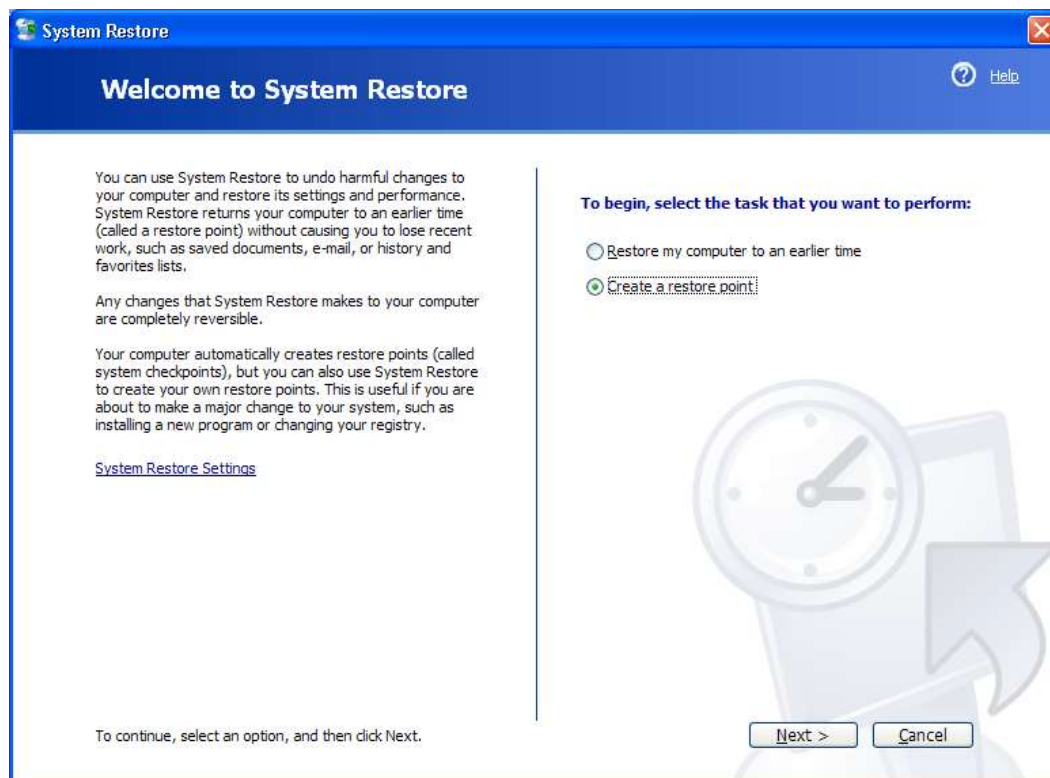 System Restore
Welcome to System Restore
Help
You can use System Restore to undo harmful changes to
your computer and restore its settings and performance.
System Restore returns your computer to an earlier time
(called a restore point) without causing you to lose recent
work, such as saved documents, e-mail, or history and
favorites lists.
Any changes that System Restore makes to your computer
are completely reversible.
Your computer automatically creates restore points (called
system checkpoints), but you can also use System Restore
to create your own restore points. This is useful if you are
about to make a major change to your system, such as
installing a new program or changing your registry.
System Restore Settings
To begin, select the task that you want to perform:
Restore my computer to an earlier time
Create a restore point
To continue, select an option, and then click Next.
Next >
Cancel